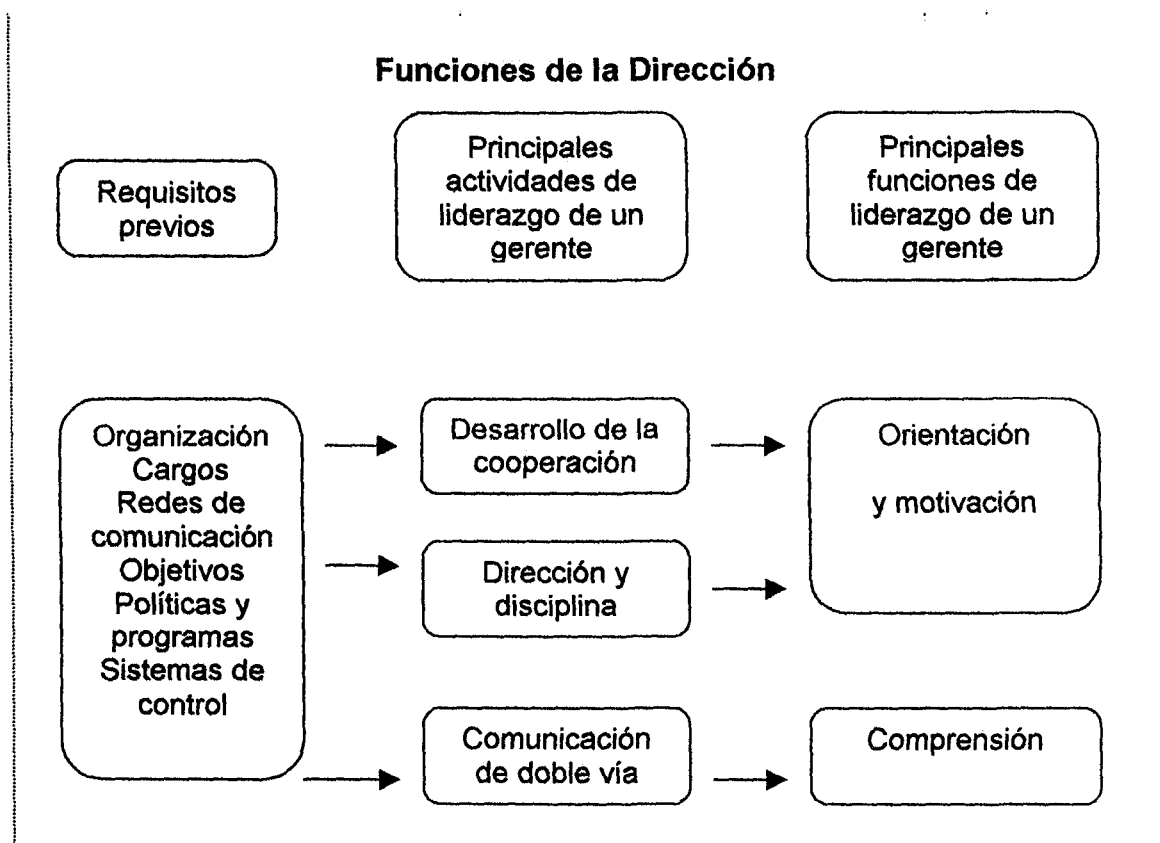 Funciones de la Dirección
Requisitos
previos
Principales
actividades de
liderazgo de un
gerente
Principales
funciones de
liderazgo de un
gerente
Organización
Cargos
Redes de
comunicación
Objetivos
Políticas y
programas
Sistemas de
control
Desarrollo de la
cooperación
Dirección y
disciplina
Comunicación
de doble vía
Orientación
y motivación
Comprensión